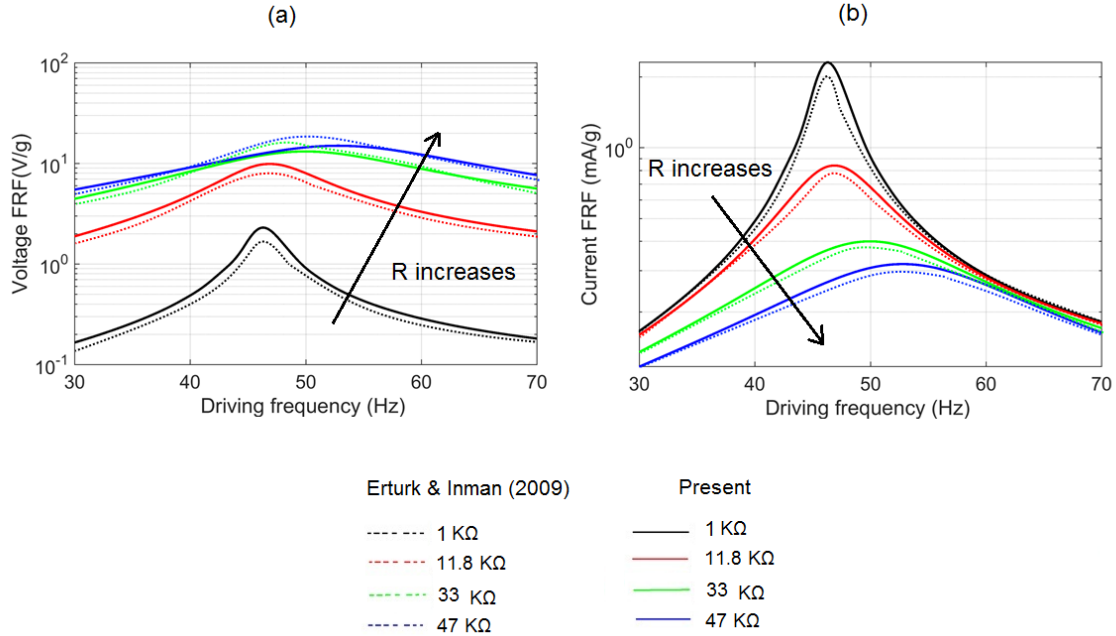 (a)
(b)
Voltage FRF(V/g)
10^2
10^1
10^0
10^-1
R increases
30 40 50 60 70
Driving frequency (Hz)
Current FRF (mA/g)
10^0
R increases
30 40 50 60 70
Driving frequency (Hz)
Erturk & Inman (2009)
1 KΩ
11.8 KΩ
33 KΩ
47 KΩ
Present
1 KΩ
11.8 KΩ
33 KΩ
47 KΩ